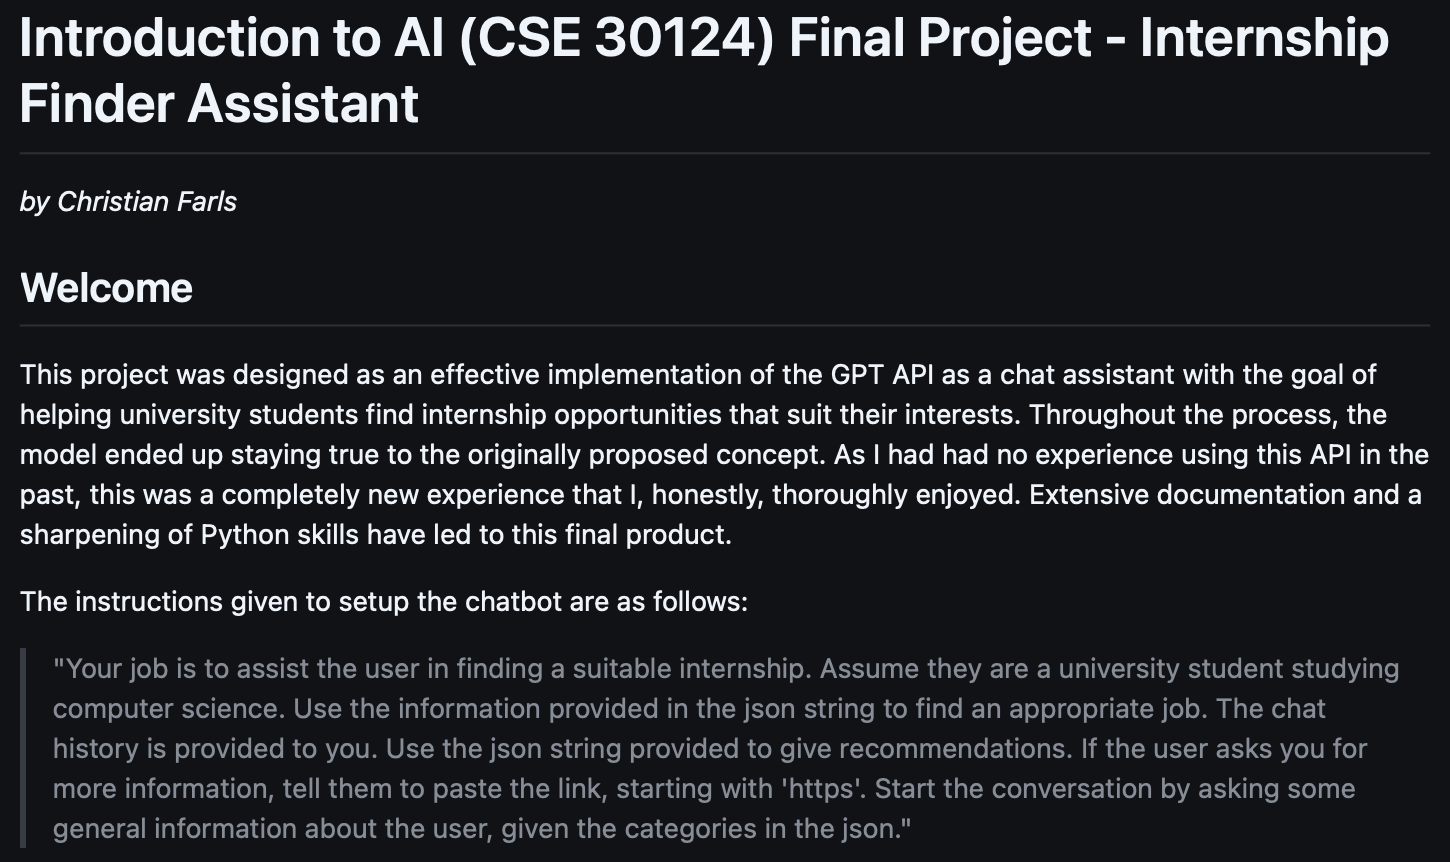 Introduction to AI (CSE 30124) Final Project - Internship
Finder Assistant
by Christian Farls
Welcome
This project was designed as an effective implementation of the GPT API as a chat assistant with the goal of
helping university students find internship opportunities that suit their interests. Throughout the process, the
model ended up staying true to the originally proposed concept. As I had had no experience using this API in the
past, this was a completely new experience that I, honestly, thoroughly enjoyed. Extensive documentation and a
sharpening of Python skills have led to this final product.
The instructions given to setup the chatbot are as follows:
"Your job is to assist the user in finding a suitable internship. Assume they are a university student studying
computer science. Use the information provided in the json string to find an appropriate job. The chat
history is provided to you. Use the json string provided to give recommendations. If the user asks you for
more information, tell them to paste the link, starting with 'https'. Start the conversation by asking some
general information about the user, given the categories in the json."